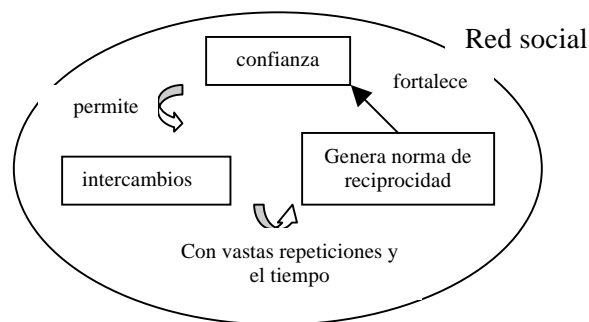 Red social
confianza
fortalece
permite
Genera norma de
reciprocidad
intercambios
Con vastas repeticiones y
el tiempo